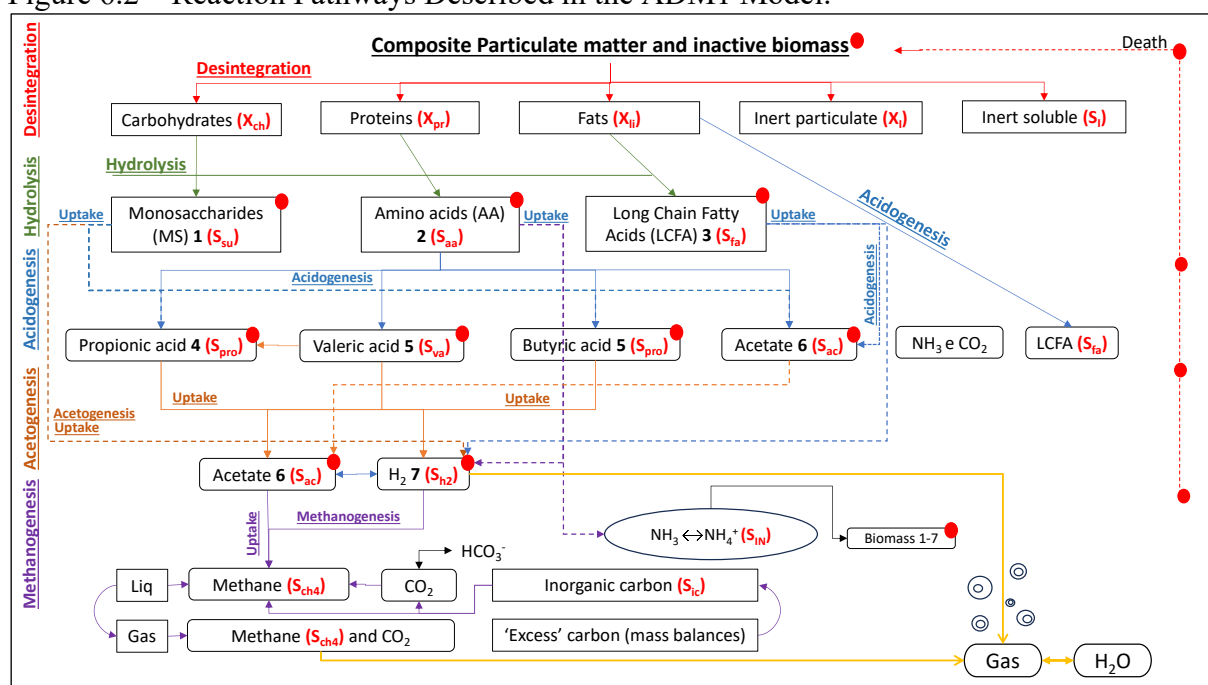 Figure 6.2 – Reaction Pathways Described in the ADM1 Model.
Composite Particulate matter and inactive biomass
Death
Desintegration
Desintegration
Carbohydrates (Xch)
Proteins (Xpr)
Fats (Xli)
Inert particulate (XI)
Inert soluble (SI)
Hydrolysis
Hydrolysis
Uptake
Monosaccharides
(MS) 1 (Ssu)
Amino acids (AA)
2 (Saa)
Uptake
Long Chain Fatty
Acids (LCFA) 3 (Sfa)
Uptake
Acidogenesis
Acidogenesis
Acidogenesis
Acidogenesis
Propionic acid 4 (Spro)
Valeric acid 5 (Sva)
Butyric acid 5 (Spro)
Acetate 6 (Sac)
NH3 e CO2
LCFA (Sfa)
Acetogenesis
Uptake
Uptake
Acetogenesis
Uptake
Acetate 6 (Sac)
H2 7 (Sh2)
Methanogenesis
Uptake
Methanogenesis
NH3 ↔ NH4+ (SIN)
Biomass 1-7
HCO3-
Liq
Methane (Sch4)
CO2
Inorganic carbon (Sic)
Gas
Methane (Sch4) and CO2
'Excess' carbon (mass balances)
Gas
H2O